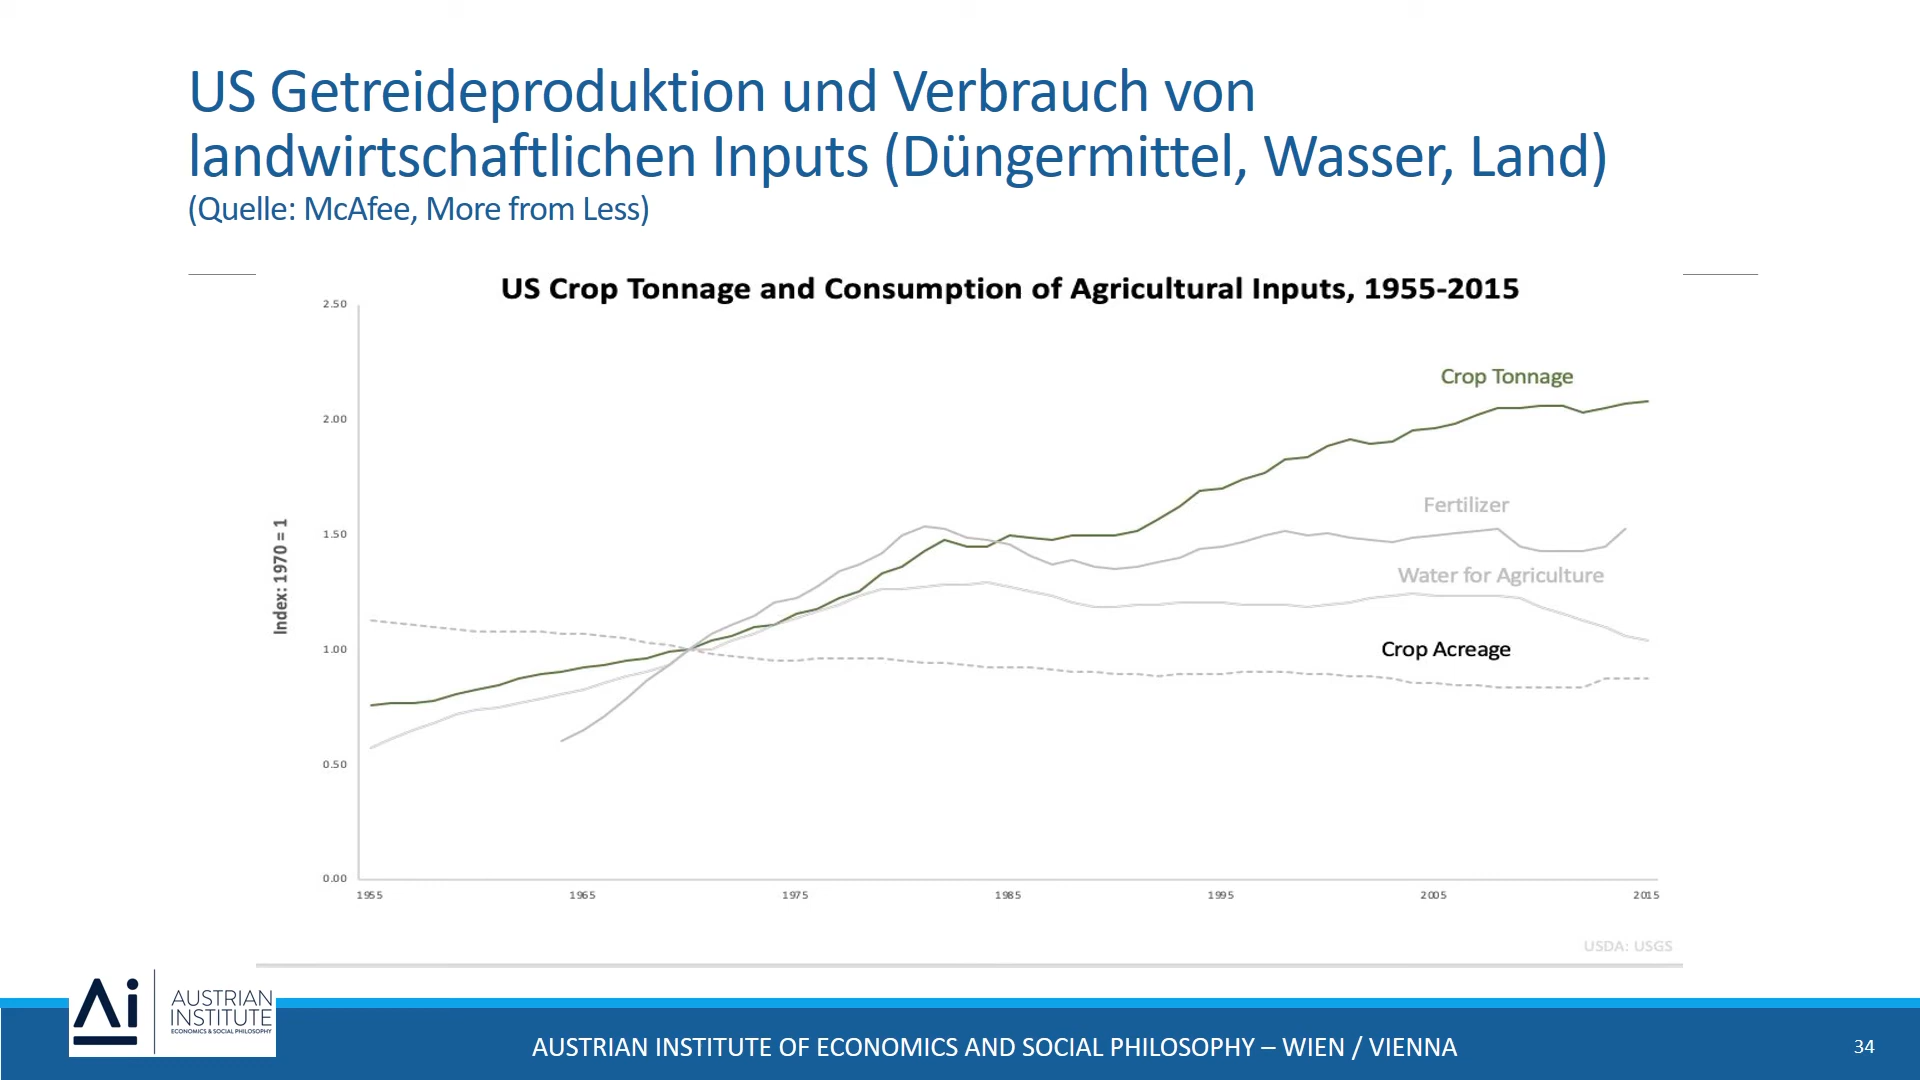 US Getreideproduktion und Verbrauch von
landwirtschaftlichen Inputs (Düngermittel, Wasser, Land)
(Quelle: McAfee, More from Less)
US Crop Tonnage and Consumption of Agricultural Inputs, 1955-2015
2.50
2.00
1.50
1.00
0.50
0.00
Index: 1970 = 1
Crop Tonnage
Fertilizer
Water for Agriculture
Crop Acreage
1955 1965 1975 1985 1995 2005 2015
USDA: USGS
Ai
AUSTRIAN
INSTITUTE
ECONOMICS & SOCIAL PHILOSOPHY
AUSTRIAN INSTITUTE OF ECONOMICS AND SOCIAL PHILOSOPHY – WIEN / VIENNA
34